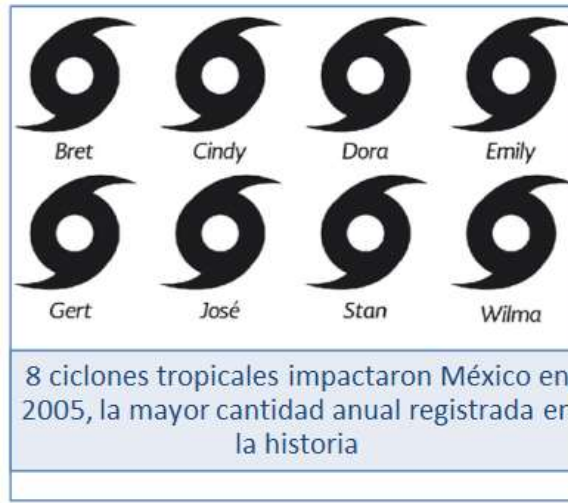 Bret Cindy Dora Emily
Gert José Stan Wilma
8 ciclones tropicales impactaron México en
2005, la mayor cantidad anual registrada en
la historia